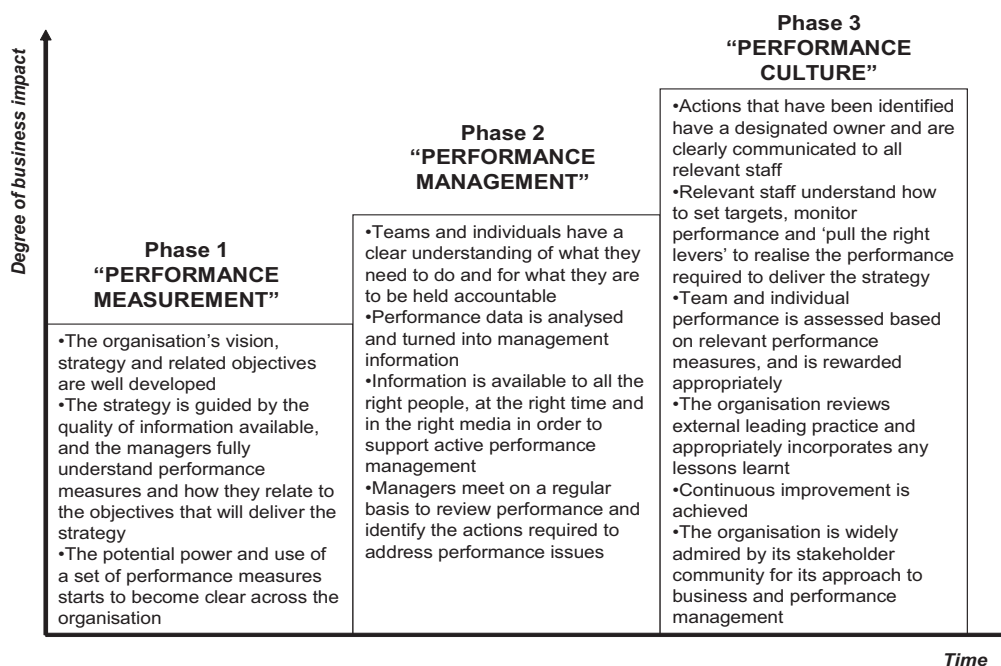 Degree of business impact
Phase 1
“PERFORMANCE
MEASUREMENT”
•The organisation’s vision,
strategy and related objectives
are well developed
•The strategy is guided by the
quality of information available,
and the managers fully
understand performance
measures and how they relate to
the objectives that will deliver the
strategy
•The potential power and use of
a set of performance measures
starts to become clear across the
organisation
Phase 2
“PERFORMANCE
MANAGEMENT”
•Teams and individuals have a
clear understanding of what they
need to do and for what they are
to be held accountable
•Performance data is analysed
and turned into management
information
•Information is available to all the
right people, at the right time and
in the right media in order to
support active performance
management
•Managers meet on a regular
basis to review performance and
identify the actions required to
address performance issues
Phase 3
“PERFORMANCE
CULTURE”
•Actions that have been identified
have a designated owner and are
clearly communicated to all
relevant staff
•Relevant staff understand how
to set targets, monitor
performance and ‘pull the right
levers’ to realise the performance
required to deliver the strategy
•Team and individual
performance is assessed based
on relevant performance
measures, and is rewarded
appropriately
•The organisation reviews
external leading practice and
appropriately incorporates any
lessons learnt
•Continuous improvement is
achieved
•The organisation is widely
admired by its stakeholder
community for its approach to
business and performance
management
Time